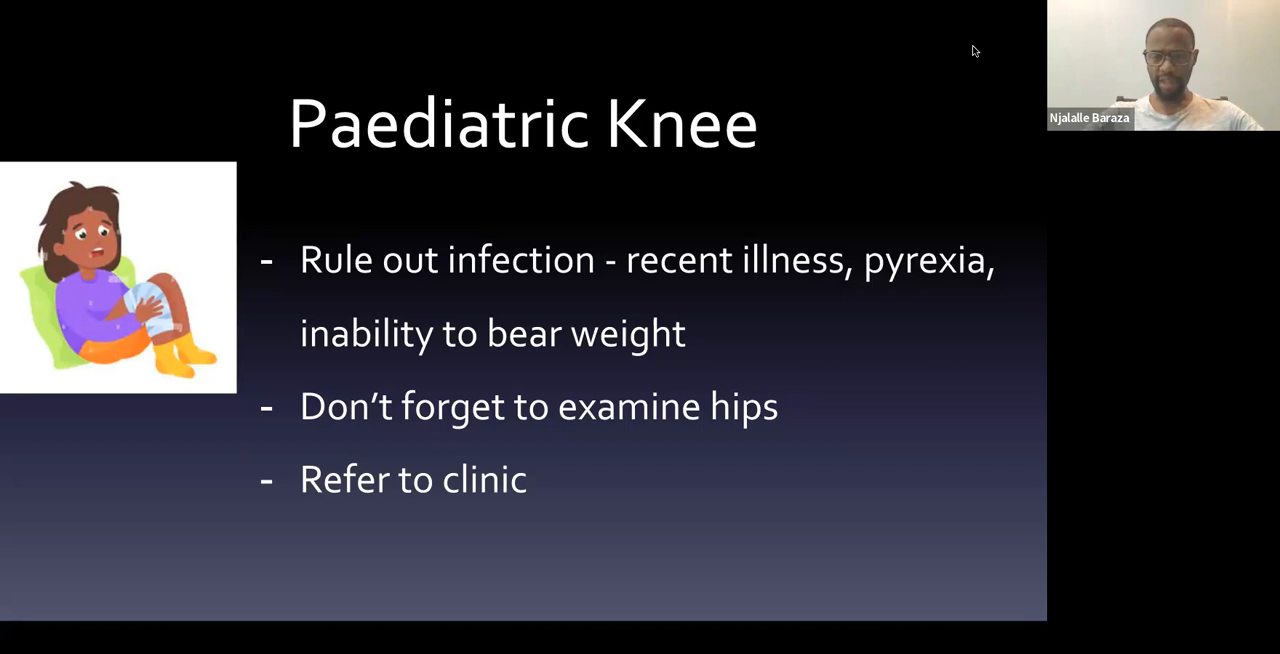 Paediatric Knee
- Rule out infection - recent illness, pyrexia,
inability to bear weight
- Don’t forget to examine hips
- Refer to clinic
Njalalle Baraza